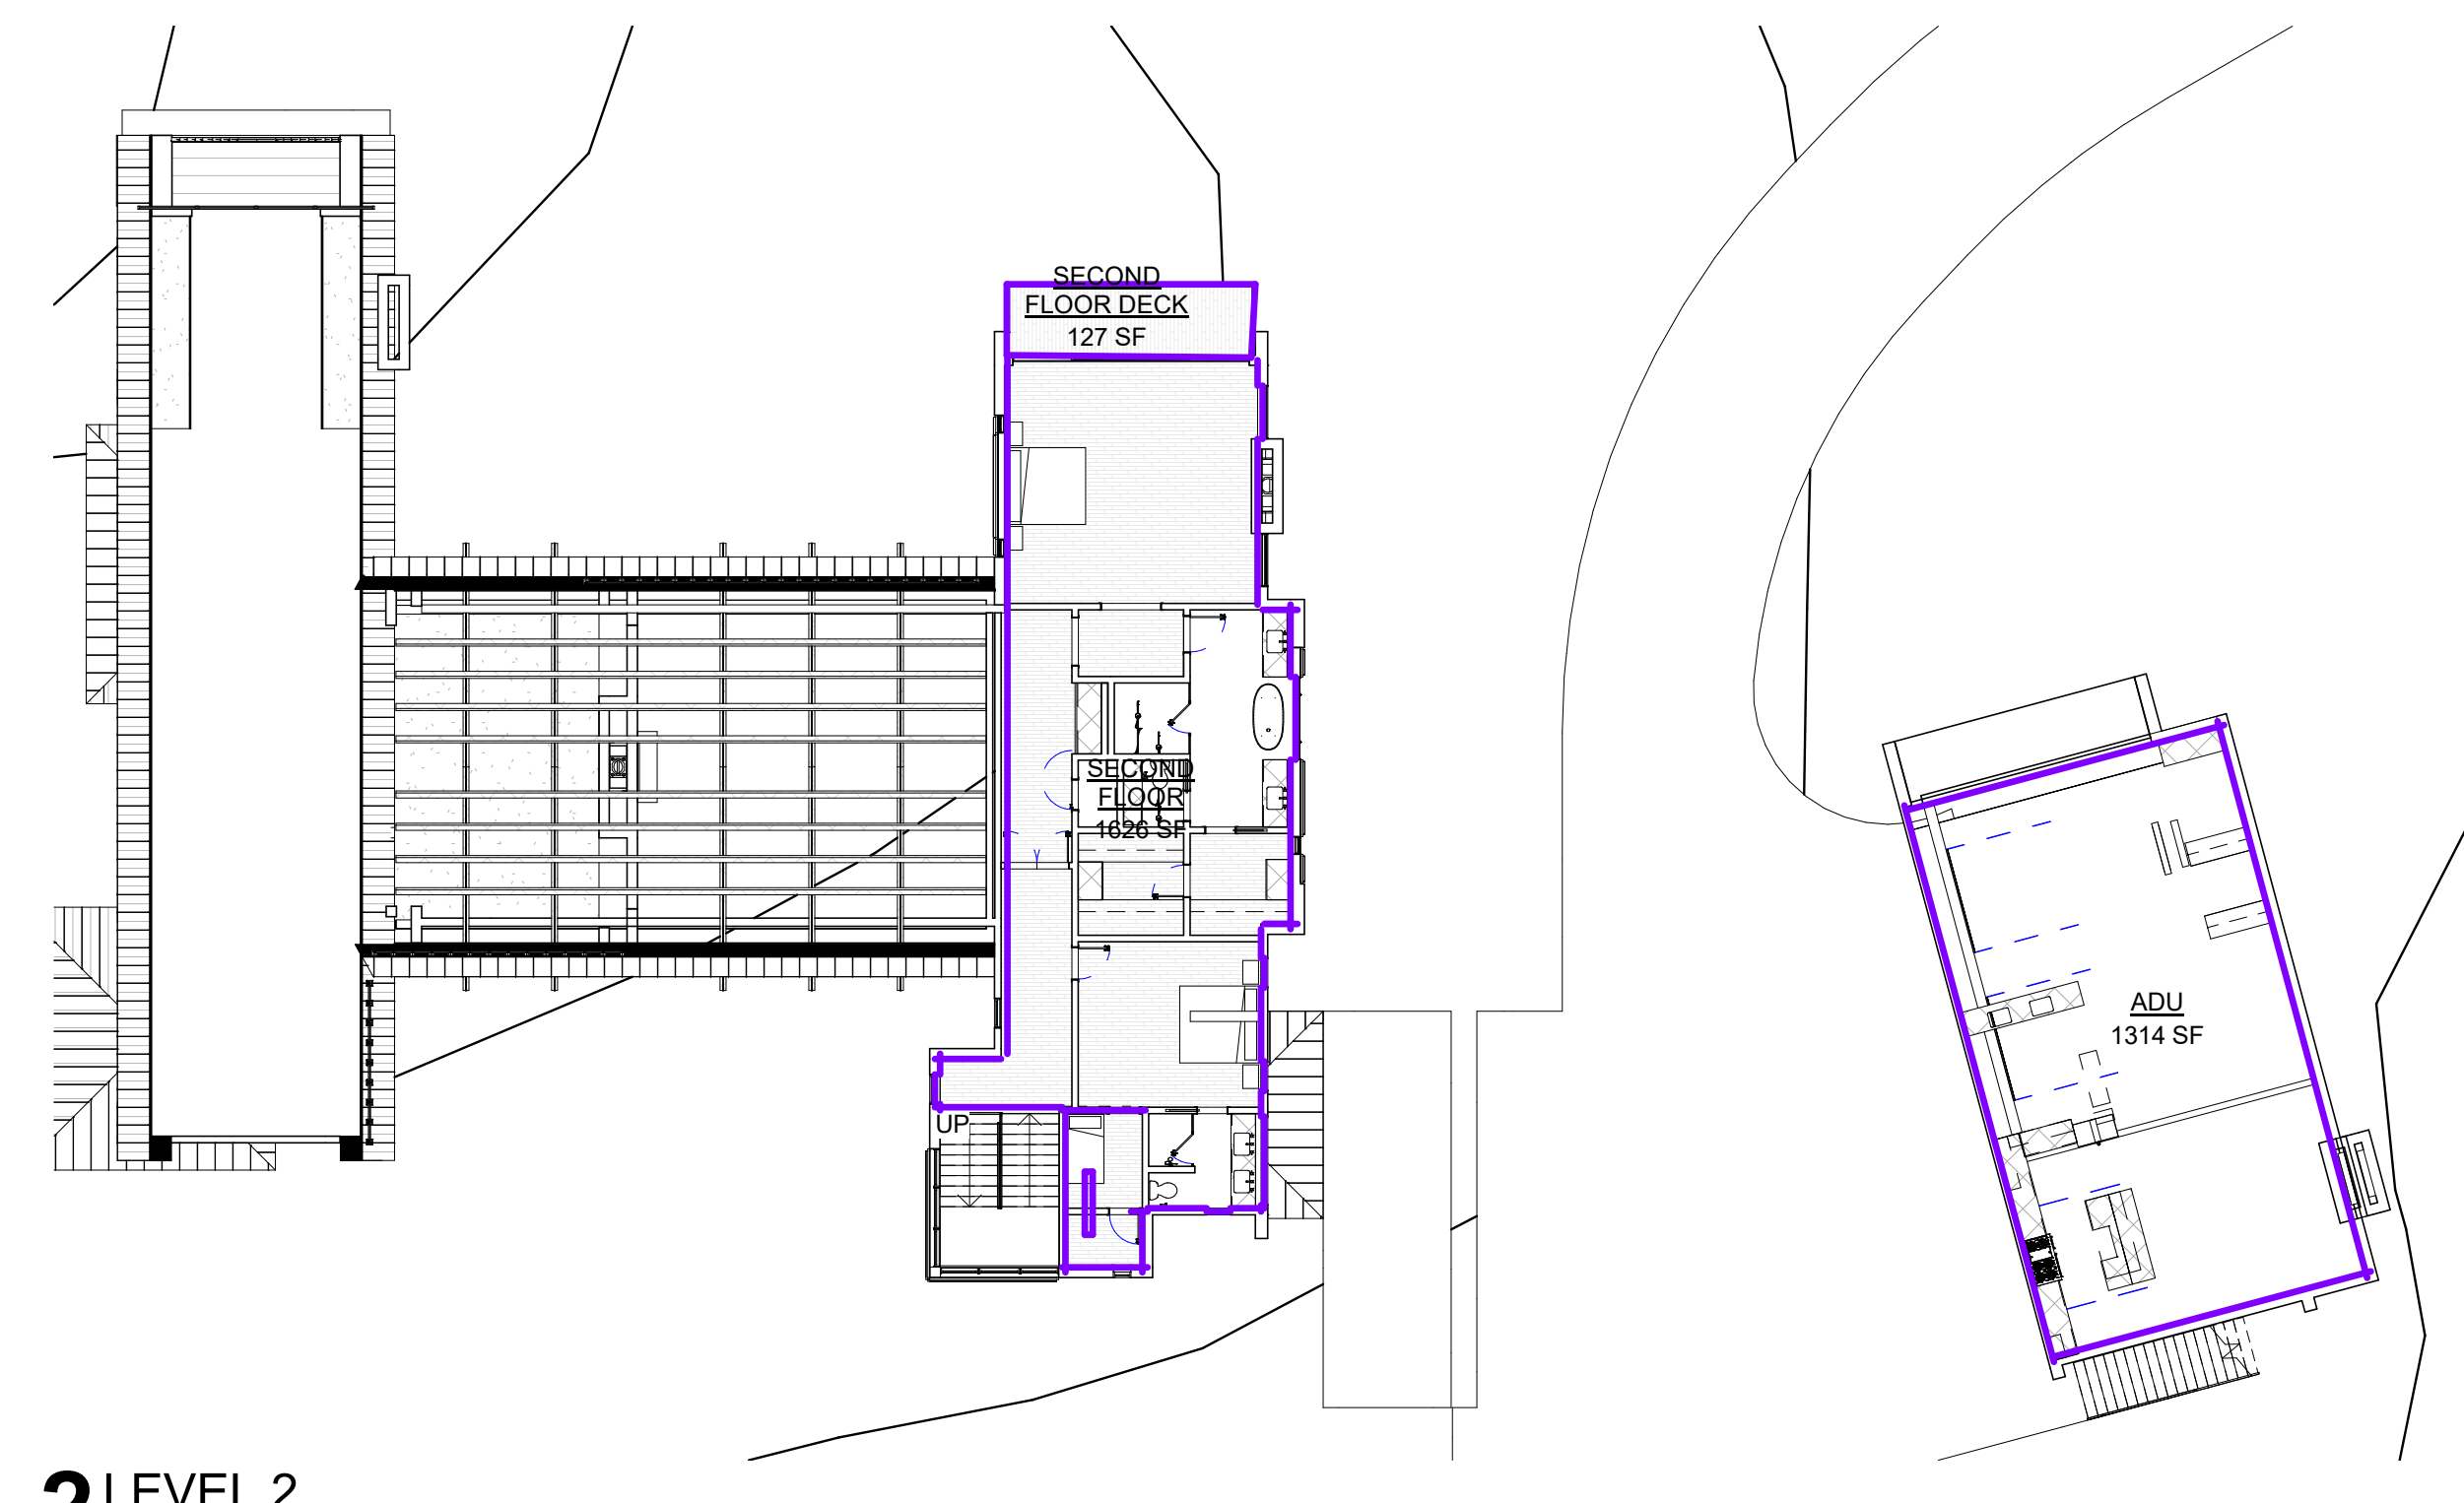 SECOND
FLOOR DECK
127 SF
SECOND
FLOOR
1626 SF
ADU
1314 SF
UP
2 LEVEL 2